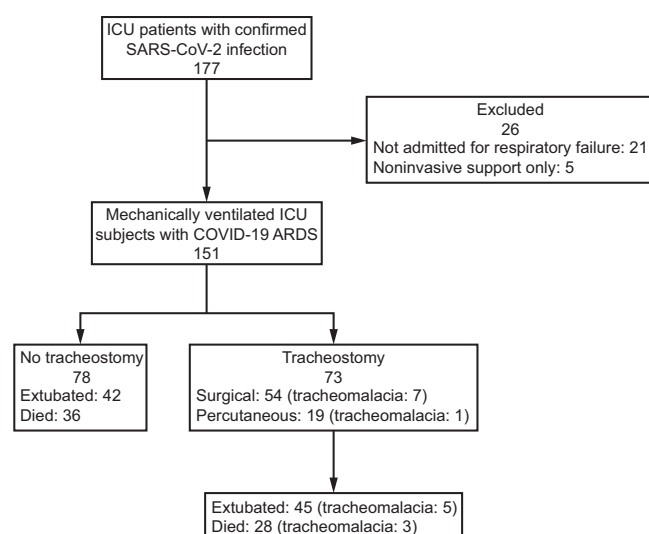 ICU patients with confirmed
SARS-CoV-2 infection
177
Excluded
26
Not admitted for respiratory failure: 21
Noninvasive support only: 5
Mechanically ventilated ICU
subjects with COVID-19 ARDS
151
No tracheostomy
78
Extubated: 42
Died: 36
Tracheostomy
73
Surgical: 54 (tracheomalacia: 7)
Percutaneous: 19 (tracheomalacia: 1)
Extubated: 45 (tracheomalacia: 5)
Died: 28 (tracheomalacia: 3)